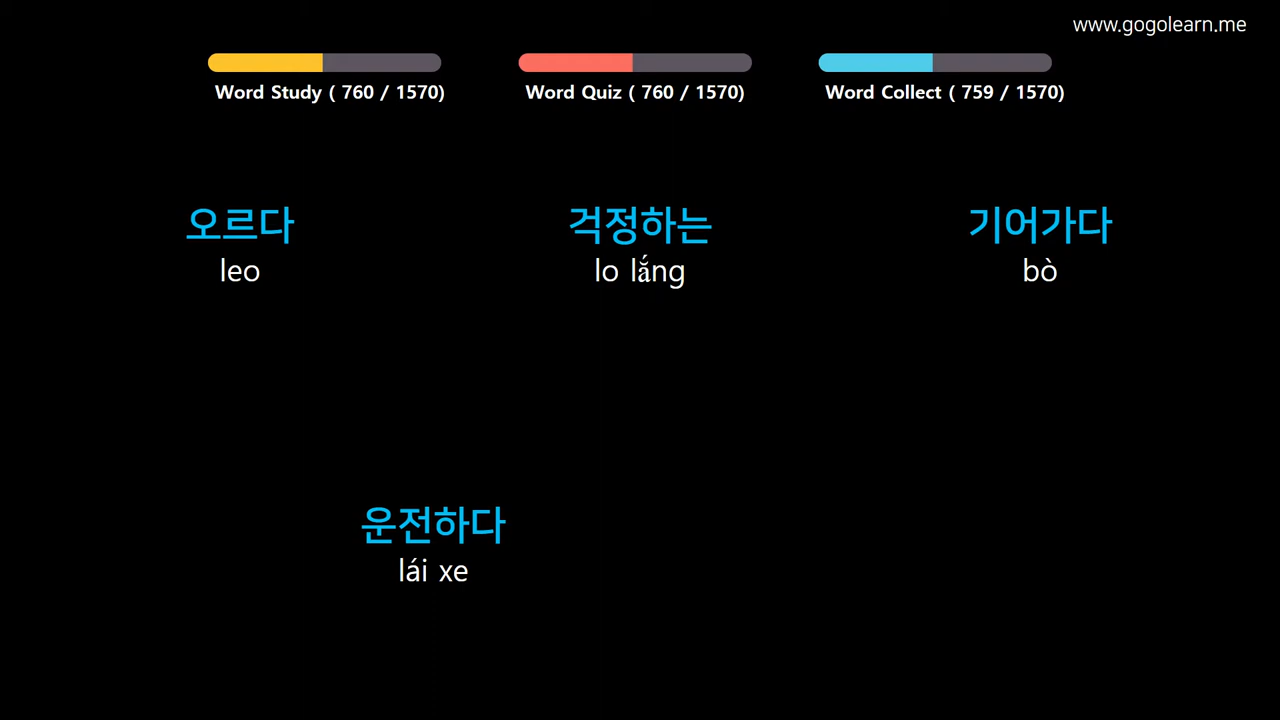 www.gogolearn.me
Word Study ( 760 / 1570)
Word Quiz ( 760 / 1570)
Word Collect ( 759 / 1570)
오르다
leo
걱정하는
lo lắng
기어가다
bò
운전하다
lái xe